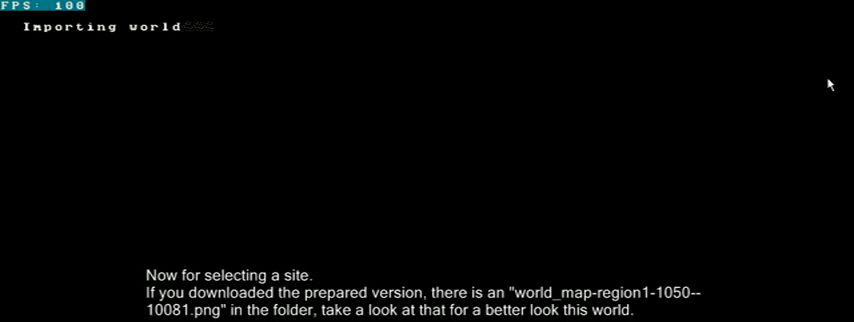 FPS: 100
Importing world
Now for selecting a site.
If you downloaded the prepared version, there is an "world_map-region1-1050--
10081.png" in the folder, take a look at that for a better look this world.